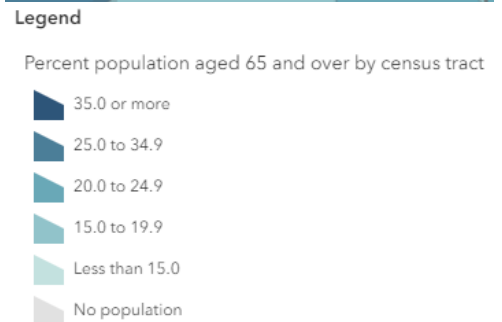 Legend
Percent population aged 65 and over by census tract
35.0 or more
25.0 to 34.9
20.0 to 24.9
15.0 to 19.9
Less than 15.0
No population